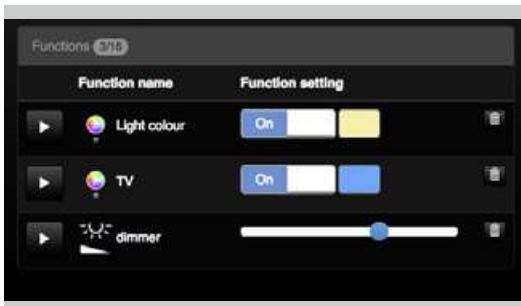 Functions 3/16
Function name Function setting
Light colour On
TV On
dimmer